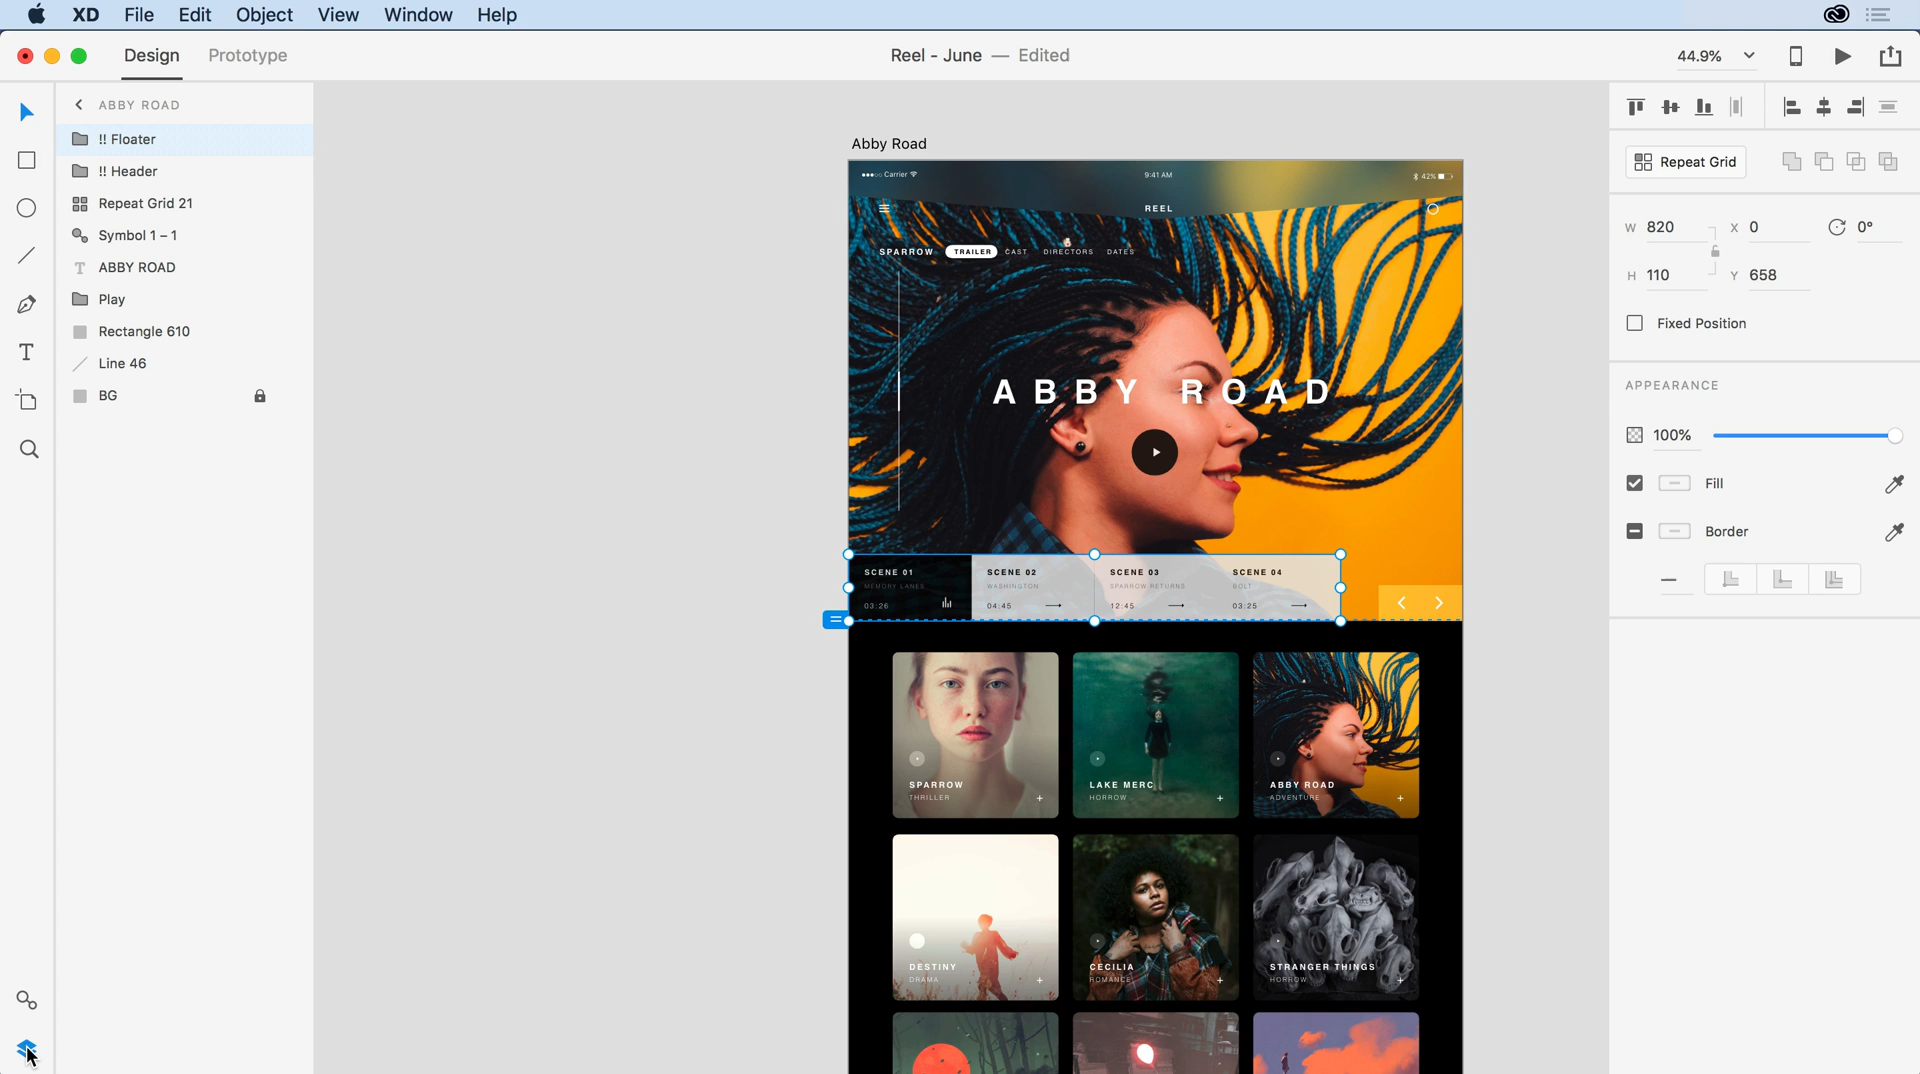 XD File Edit Object View Window Help
Design Prototype Reel - June — Edited 44.9%
ABBY ROAD
!! Floater
!! Header
Repeat Grid 21
Symbol 1 – 1
ABBY ROAD
Play
Rectangle 610
Line 46
BG
Abby Road
Carrier 9:41 AM 42%
REEL
SPARROW TRAILER CAST DIRECTORS DATES
ABBY ROAD
SCENE 01 SCENE 02 SCENE 03 SCENE 04
MEMORY LANES WASHINGTON SPARROW RETURNS BOLT
03:26 04:45 12:45 03:25
SPARROW LAKE MERC ABBY ROAD
THRILLER HORROW ADVENTURE
DESTINY CECILIA STRANGER THINGS
DRAMA ROMANCE HORROW
Repeat Grid
W 820 X 0 0°
H 110 Y 658
Fixed Position
APPEARANCE
100%
Fill
Border